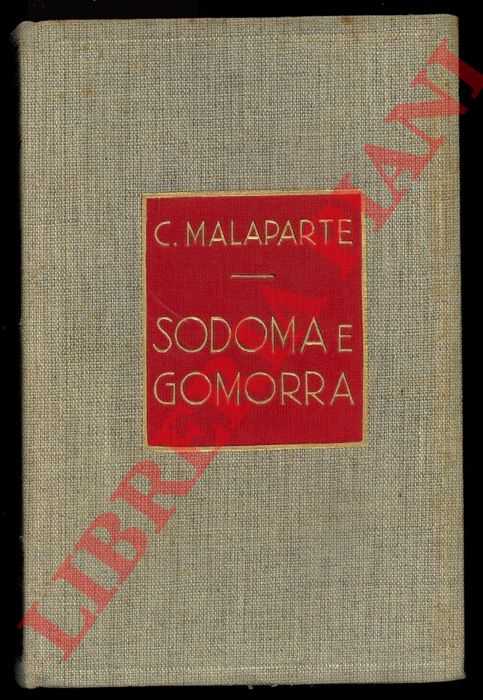 C. MALAPARTE
SODOMA E
GOMORRA
LIBRERIA PIANI